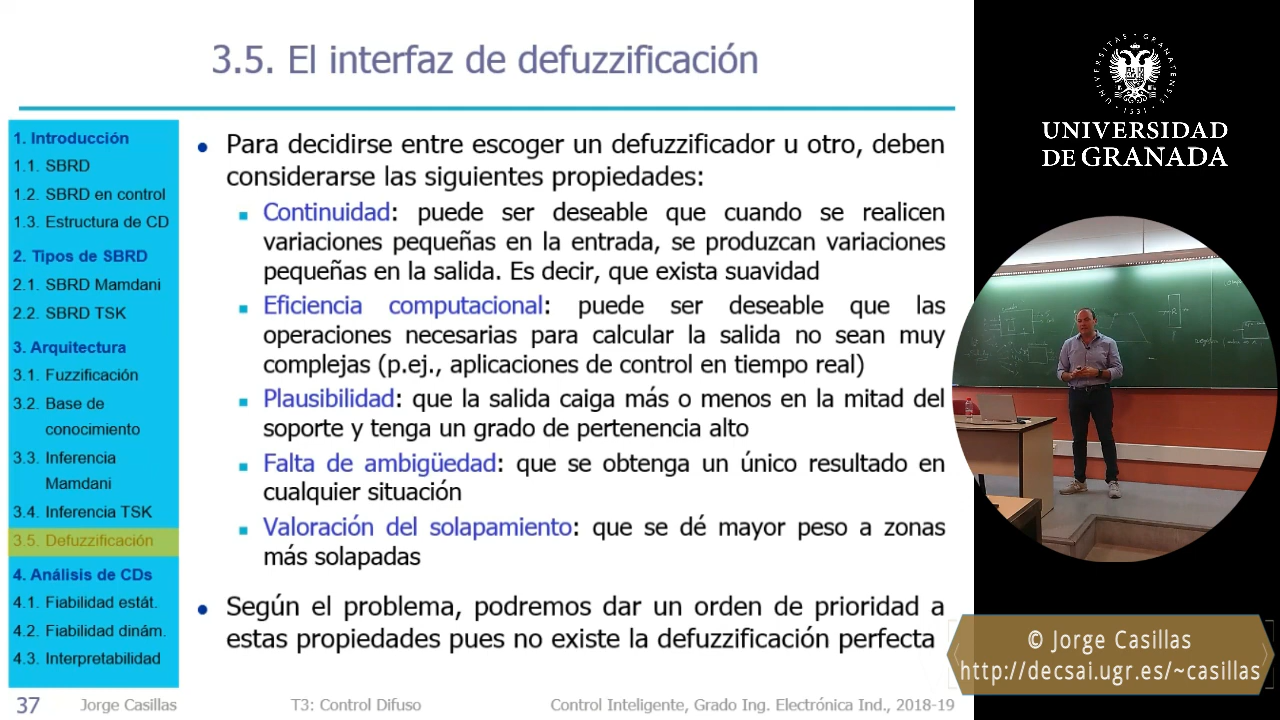 3.5. El interfaz de defuzzificación
1. Introducción
1.1. SBRD
1.2. SBRD en control
1.3. Estructura de CD
2. Tipos de SBRD
2.1. SBRD Mamdani
2.2. SBRD TSK
3. Arquitectura
3.1. Fuzzificación
3.2. Base de
conocimiento
3.3. Inferencia
Mamdani
3.4. Inferencia TSK
3.5. Defuzzificación
4. Análisis de CDs
4.1. Fiabilidad estát.
4.2. Fiabilidad dinám.
4.3. Interpretabilidad
• Para decidirse entre escoger un defuzzificador u otro, deben
considerarse las siguientes propiedades:
Continuidad: puede ser deseable que cuando se realicen
variaciones pequeñas en la entrada, se produzcan variaciones
pequeñas en la salida. Es decir, que exista suavidad
Eficiencia computacional: puede ser deseable que las
operaciones necesarias para calcular la salida no sean muy
complejas (p.ej., aplicaciones de control en tiempo real)
Plausibilidad: que la salida caiga más o menos en la mitad del
soporte y tenga un grado de pertenencia alto
Falta de ambigüedad: que se obtenga un único resultado en
cualquier situación
Valoración del solapamiento: que se dé mayor peso a zonas
más solapadas
• Según el problema, podremos dar un orden de prioridad a
estas propiedades pues no existe la defuzzificación perfecta
37
Jorge Casillas
T3: Control Difuso
Control Inteligente, Grado Ing. Electrónica Ind., 2018-19
UNIVERSITAS GRANATENSIS
1531
UNIVERSIDAD
DE GRANADA
© Jorge Casillas
http://decsai.ugr.es/~casillas